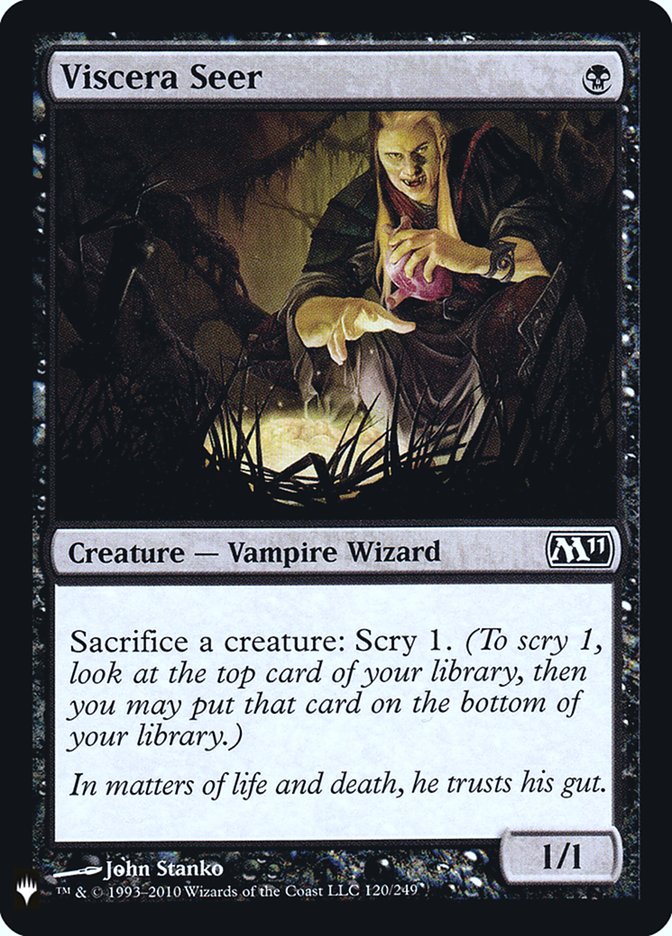 Viscera Seer
Creature — Vampire Wizard
M11
Sacrifice a creature: Scry 1. (To scry 1,
look at the top card of your library, then
you may put that card on the bottom of
your library.)
In matters of life and death, he trusts his gut.
1/1
John Stanko
™ & © 1993–2010 Wizards of the Coast LLC 120/249